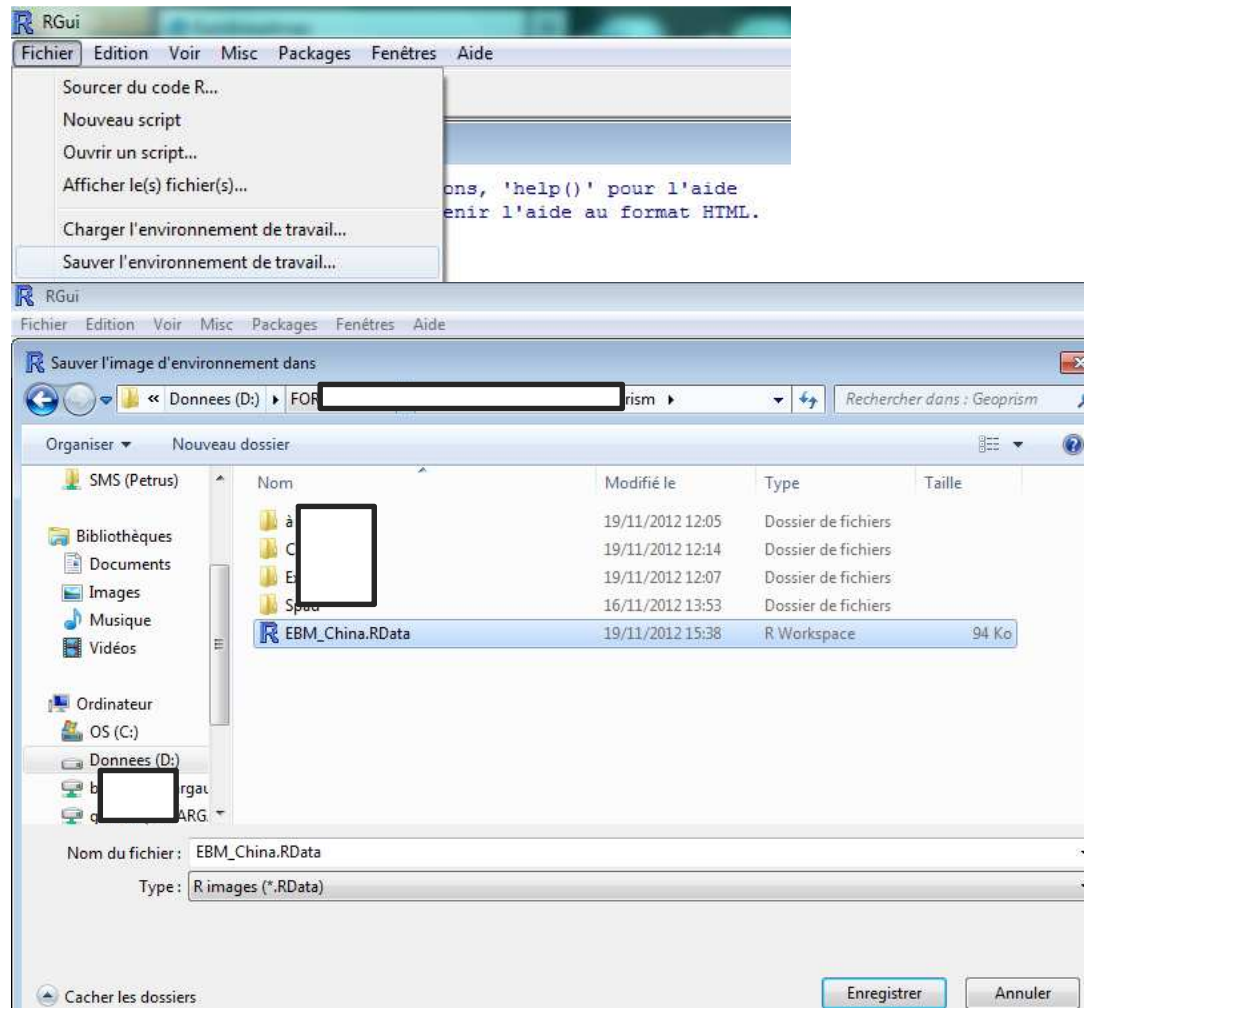 RGui
Fichier Edition Voir Misc Packages Fenêtres Aide
Sourcer du code R...
Nouveau script
Ouvrir un script...
Afficher le(s) fichier(s)...
ons, 'help()' pour l'aide
enir l'aide au format HTML.
Charger l'environnement de travail...
Sauver l'environnement de travail...
RGui
Fichier Edition Voir Misc Packages Fenêtres Aide
Sauver l'image d'environnement dans
« Donnees (D:) FOR rism
Rechercher dans : Geoprism
Organiser Nouveau dossier
SMS (Petrus)
Bibliothèques
Documents
Images
Musique
Vidéos
Ordinateur
OS (C:)
Donnees (D:)
b rgau
q ARG.
Nom Modifié le Type Taille
à 19/11/2012 12:05 Dossier de fichiers
C 19/11/2012 12:14 Dossier de fichiers
Ex 19/11/2012 12:07 Dossier de fichiers
Spad 16/11/2012 13:53 Dossier de fichiers
EBM_China.RData 19/11/2012 15:38 R Workspace 94 Ko
Nom du fichier : EBM_China.RData
Type : R images (*.RData)
Cacher les dossiers
Enregistrer Annuler